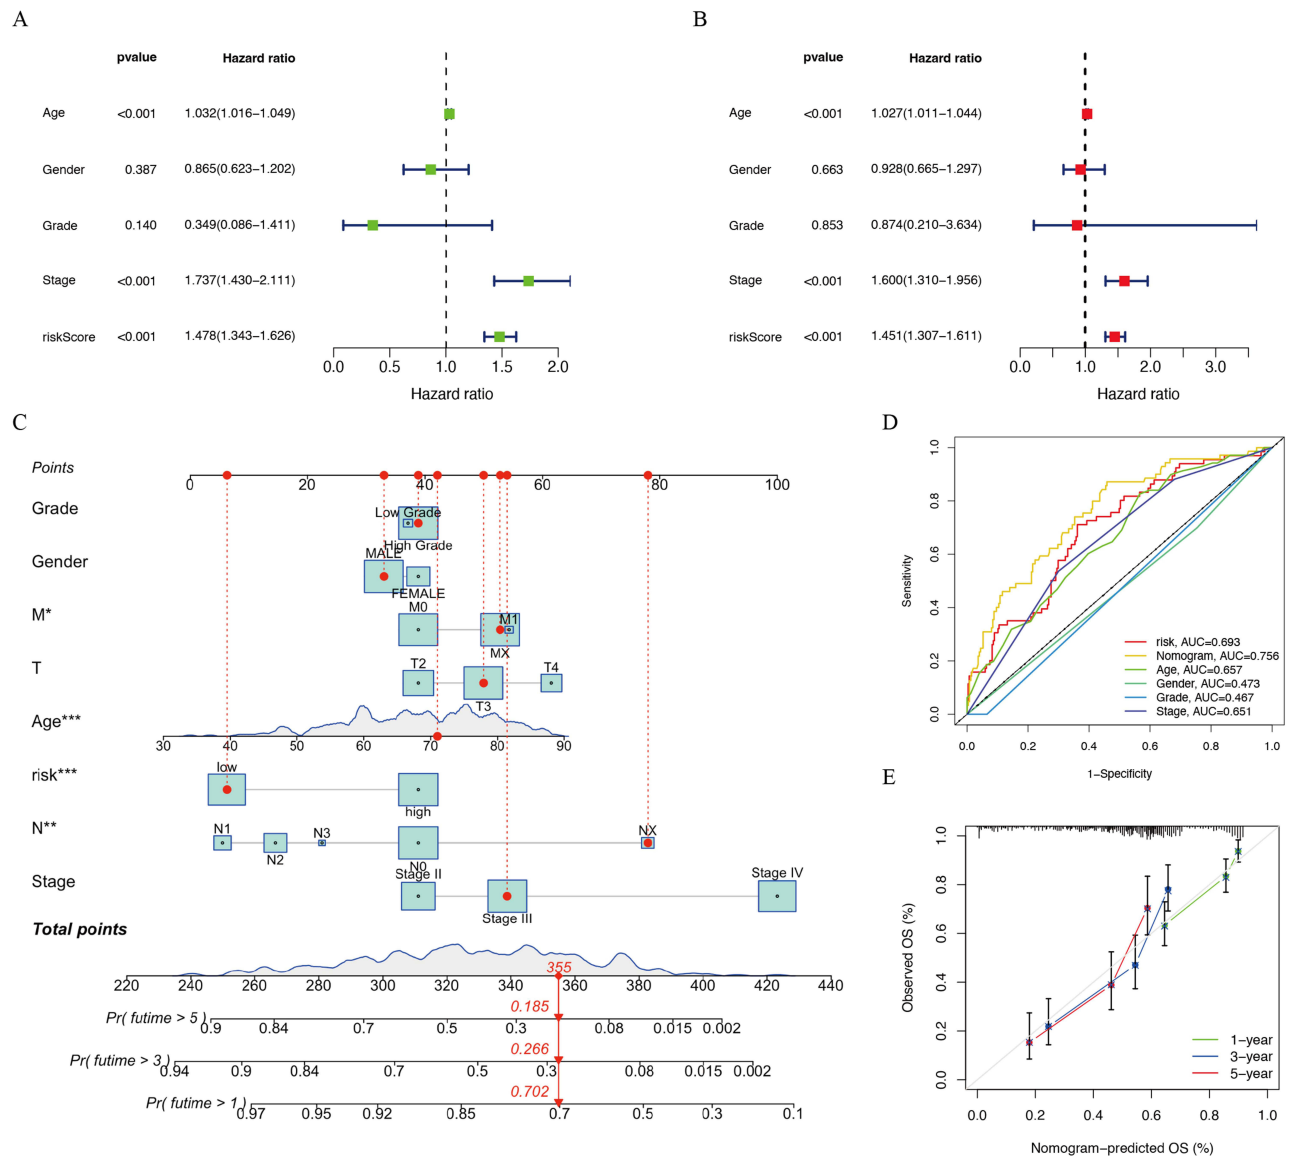 A
pvalue Hazard ratio
Age <0.001 1.032(1.016−1.049)
Gender 0.387 0.865(0.623−1.202)
Grade 0.140 0.349(0.086−1.411)
Stage <0.001 1.737(1.430−2.111)
riskScore <0.001 1.478(1.343−1.626)
0.0 0.5 1.0 1.5 2.0
Hazard ratio
B
pvalue Hazard ratio
Age <0.001 1.027(1.011−1.044)
Gender 0.663 0.928(0.665−1.297)
Grade 0.853 0.874(0.210−3.634)
Stage <0.001 1.600(1.310−1.956)
riskScore <0.001 1.451(1.307−1.611)
0.0 1.0 2.0 3.0
Hazard ratio
C
Points
0 20 40 60 80 100
Grade
Low Grade
High Grade
Gender
MALE
FEMALE
M*
M0
M1
MX
T
T2
T4
T3
Age***
30 40 50 60 70 80 90
risk***
low
high
N**
N1
N2
N3
N0
NX
Stage
Stage II
Stage III
Stage IV
Total points
355
220 240 260 280 300 320 340 360 380 400 420 440
0.185
Pr( futime > 5)
0.9 0.84 0.7 0.5 0.3 0.08 0.015 0.002
0.266
Pr( futime > 3)
0.94 0.9 0.84 0.7 0.5 0.3 0.08 0.015 0.002
0.702
Pr( futime > 1)
0.97 0.95 0.92 0.85 0.7 0.5 0.3 0.1
D
Sensitivity
1.0
0.8
0.6
0.4
0.2
0.0
risk, AUC=0.693
Nomogram, AUC=0.756
Age, AUC=0.657
Gender, AUC=0.473
Grade, AUC=0.467
Stage, AUC=0.651
0.0 0.2 0.4 0.6 0.8 1.0
1−Specificity
E
Observed OS (%)
1.0
0.8
0.6
0.4
0.2
0.0
1−year
3−year
5−year
0.0 0.2 0.4 0.6 0.8 1.0
Nomogram−predicted OS (%)